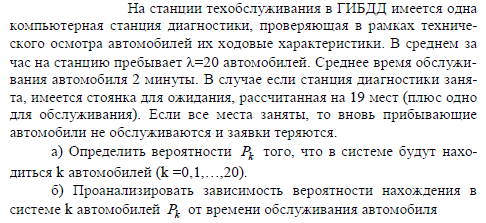 На станции техобслуживания в ГИБДД имеется одна
компьютерная станция диагностики, проверяющая в рамках техниче-
ского осмотра автомобилей их ходовые характеристики. В среднем за
час на станцию пребывает λ=20 автомобилей. Среднее время обслужи-
вания автомобиля 2 минуты. В случае если станция диагностики заня-
та, имеется стоянка для ожидания, рассчитанная на 19 мест (плюс одно
для обслуживания). Если все места заняты, то вновь прибывающие
автомобили не обслуживаются и заявки теряются.
а) Определить вероятности P_k того, что в системе будут нахо-
диться k автомобилей (k =0,1,…,20).
б) Проанализировать зависимость вероятности нахождения в
системе k автомобилей P_k от времени обслуживания автомобиля